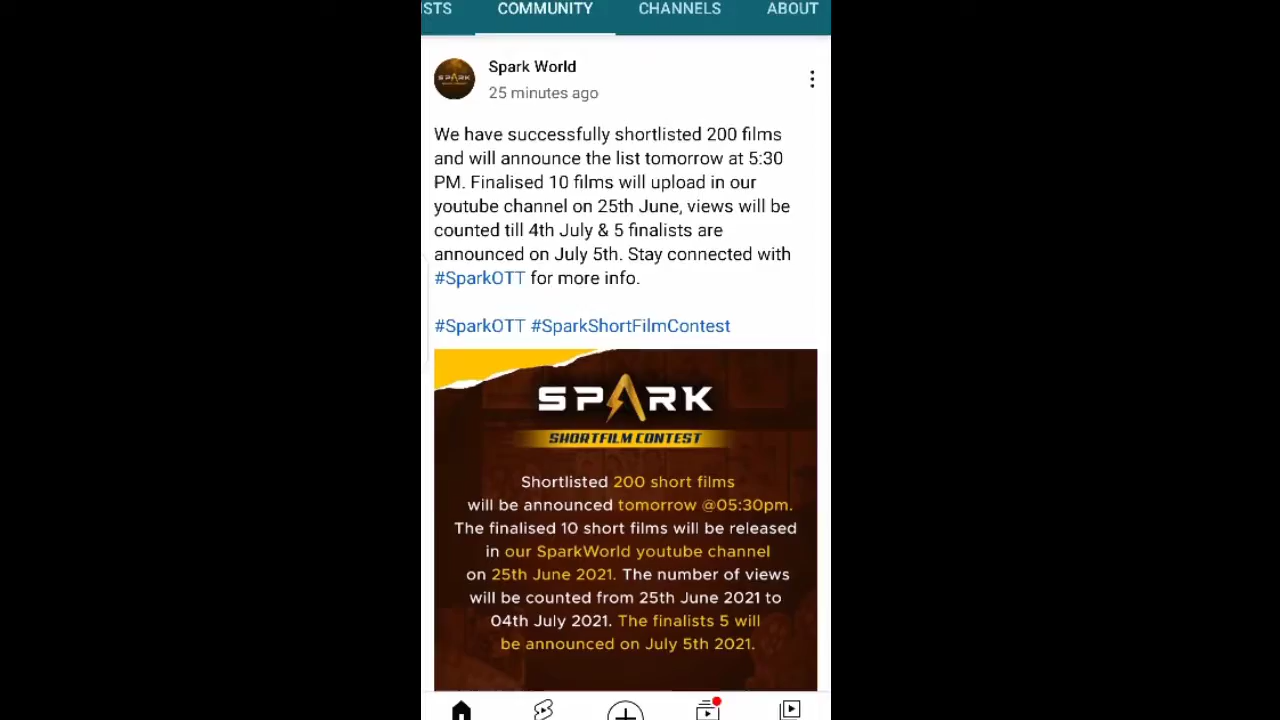 ISTS COMMUNITY CHANNELS ABOUT
Spark World
25 minutes ago
We have successfully shortlisted 200 films
and will announce the list tomorrow at 5:30
PM. Finalised 10 films will upload in our
youtube channel on 25th June, views will be
counted till 4th July & 5 finalists are
announced on July 5th. Stay connected with
#SparkOTT for more info.
#SparkOTT #SparkShortFilmContest
SPARK
SHORTFILM CONTEST
Shortlisted 200 short films
will be announced tomorrow @05:30pm.
The finalised 10 short films will be released
in our SparkWorld youtube channel
on 25th June 2021. The number of views
will be counted from 25th June 2021 to
04th July 2021. The finalists 5 will
be announced on July 5th 2021.